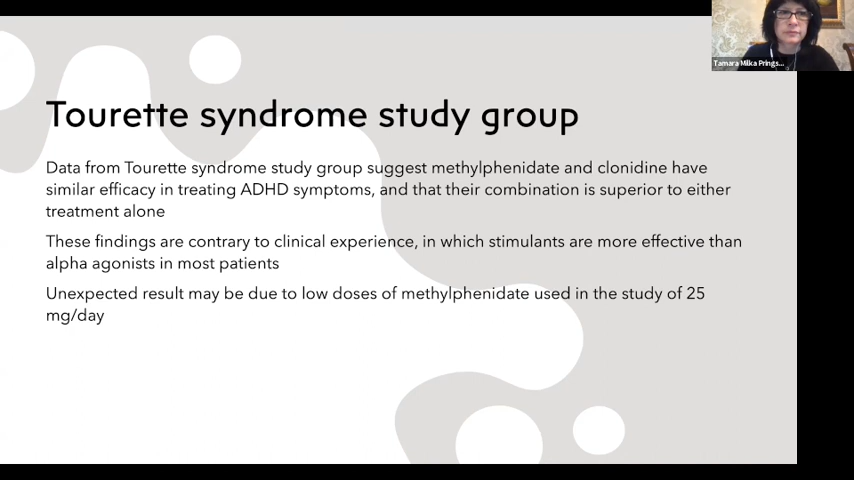 Tamara Milka Prings...
Tourette syndrome study group
Data from Tourette syndrome study group suggest methylphenidate and clonidine have
similar efficacy in treating ADHD symptoms, and that their combination is superior to either
treatment alone
These findings are contrary to clinical experience, in which stimulants are more effective than
alpha agonists in most patients
Unexpected result may be due to low doses of methylphenidate used in the study of 25
mg/day